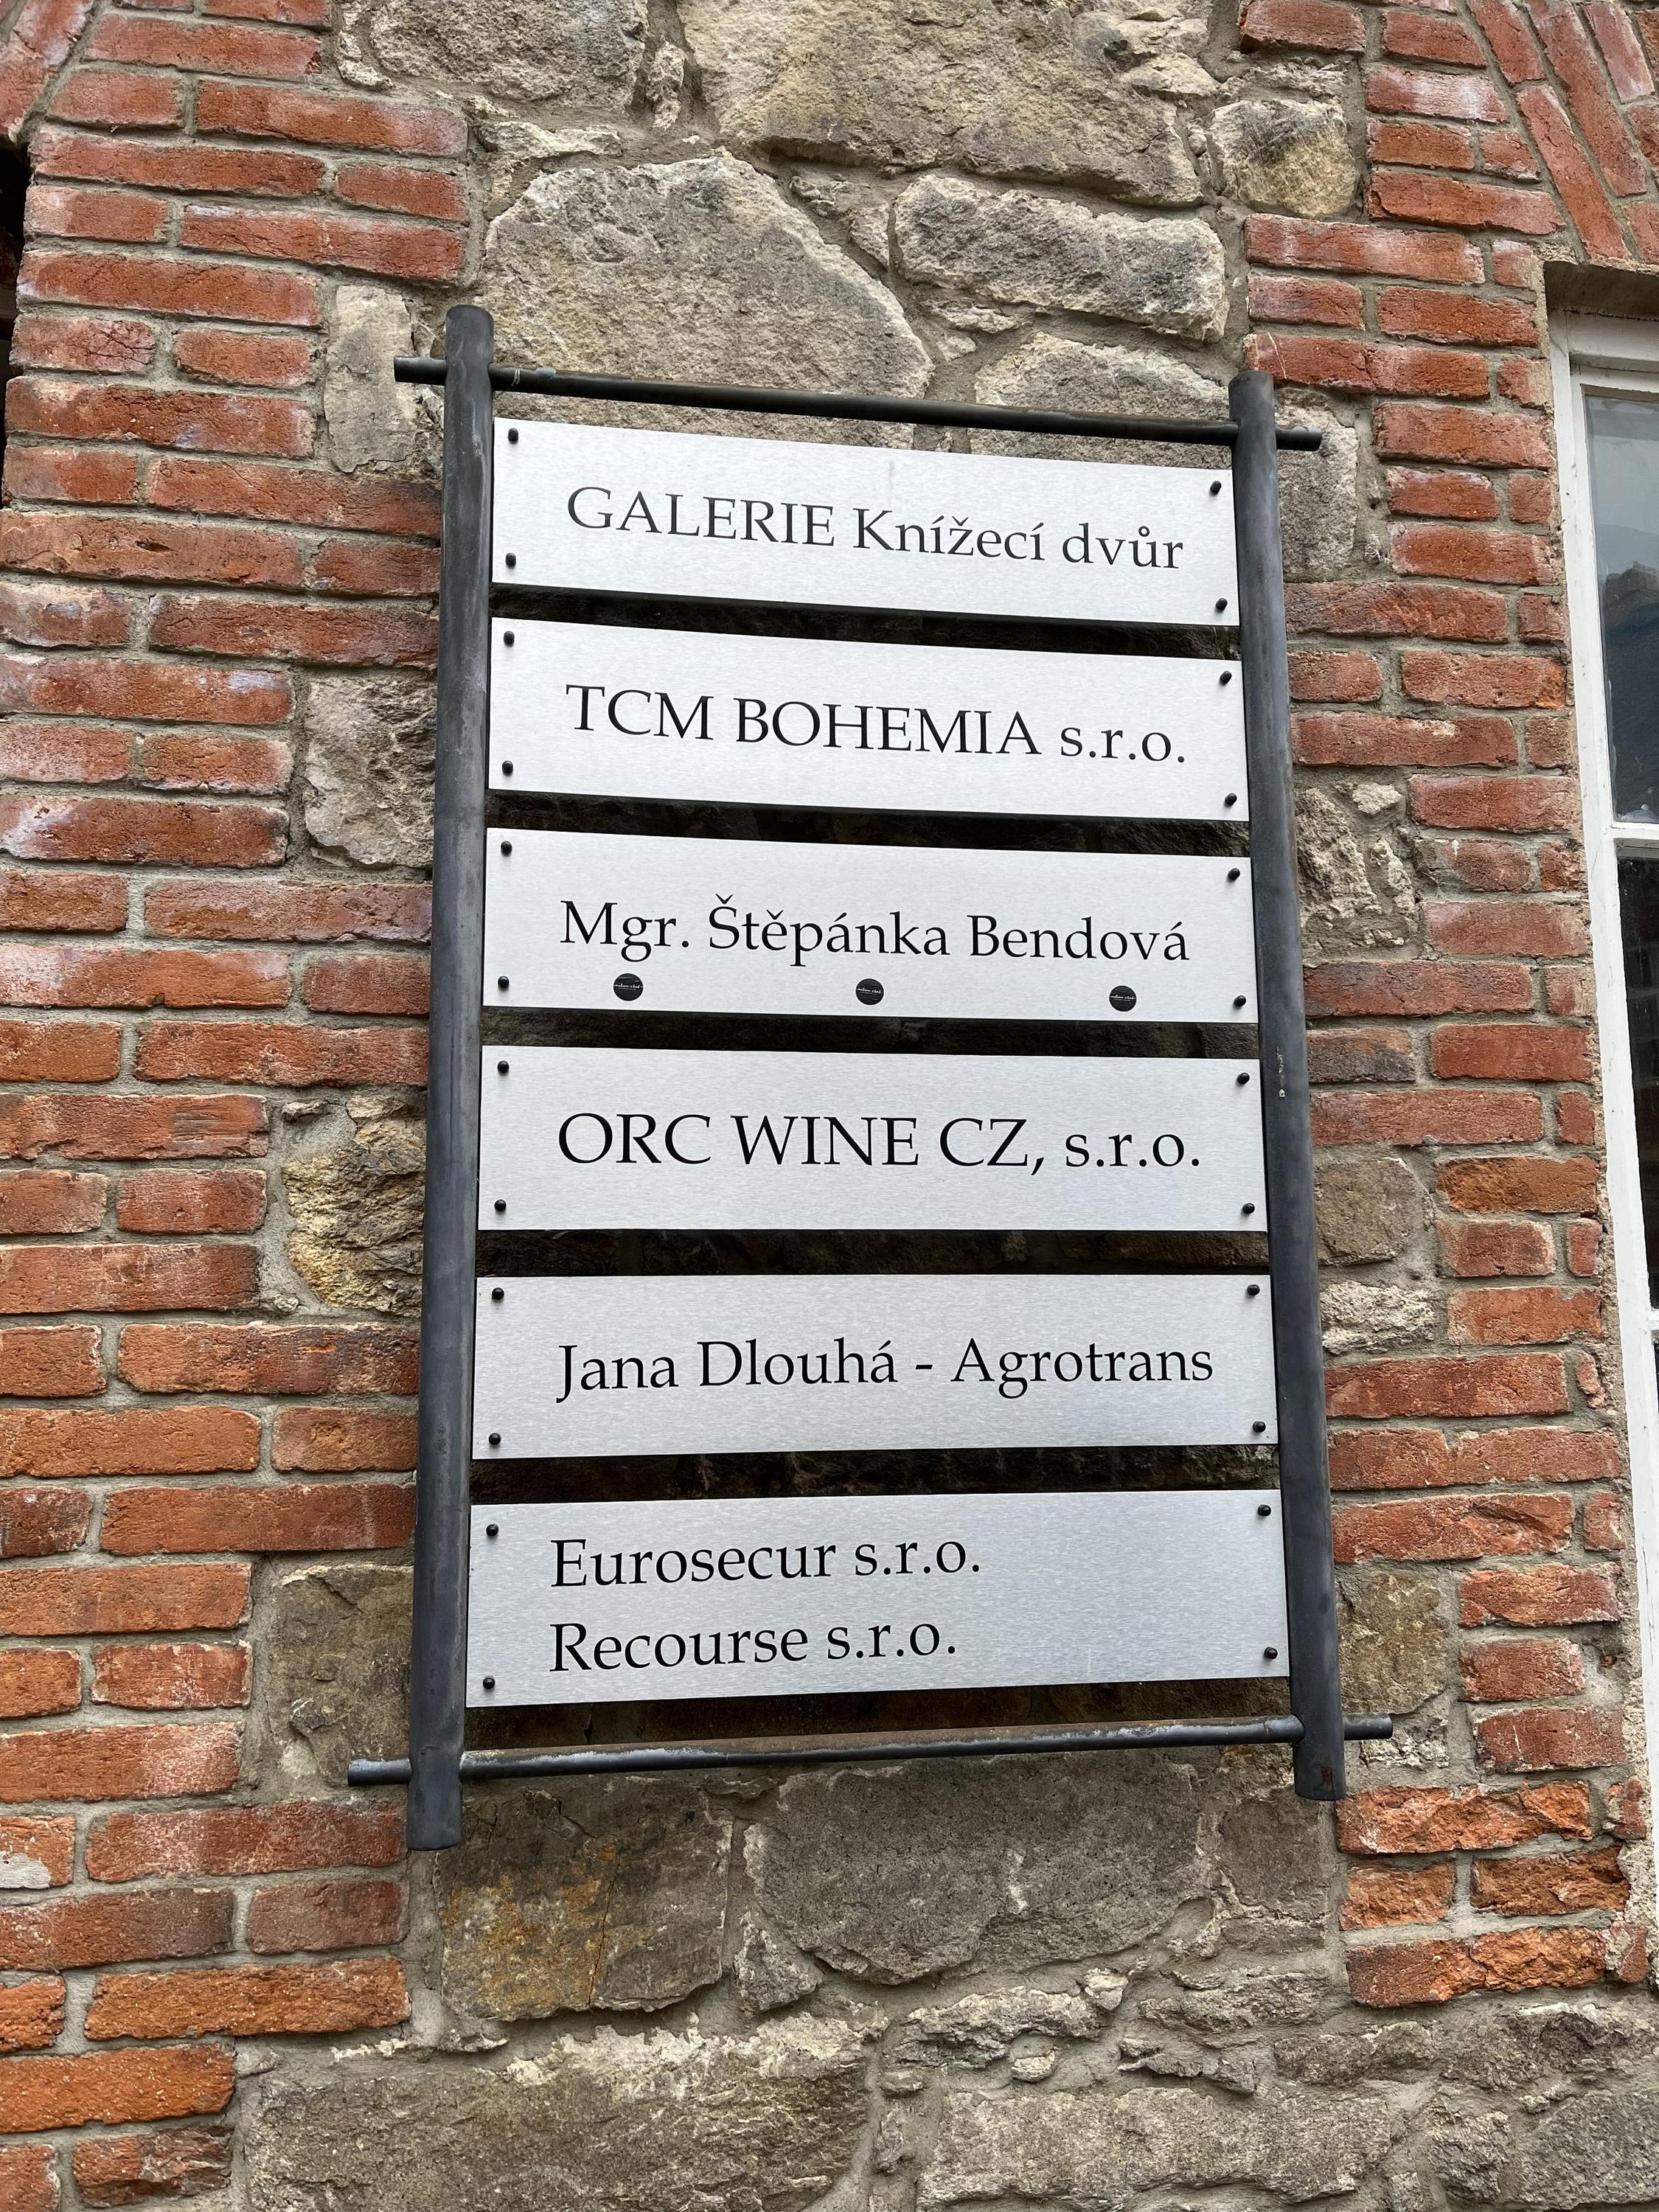 GALERIE Knížecí dvůr
TCM BOHEMIA s.r.o.
Mgr. Štěpánka Bendová
ORC WINE CZ, s.r.o.
Jana Dlouhá - Agrotrans
Eurosecur s.r.o.
Recourse s.r.o.